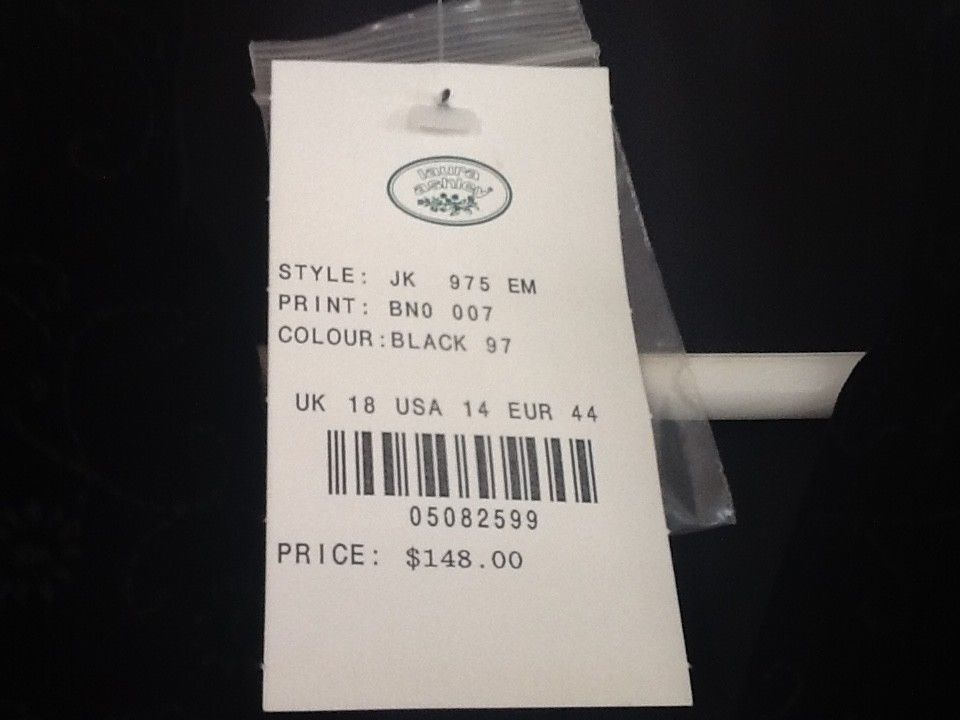 laura
ashley
STYLE: JK 975 EM
PRINT: BN0 007
COLOUR:BLACK 97
UK 18 USA 14 EUR 44
05082599
PRICE: $148.00